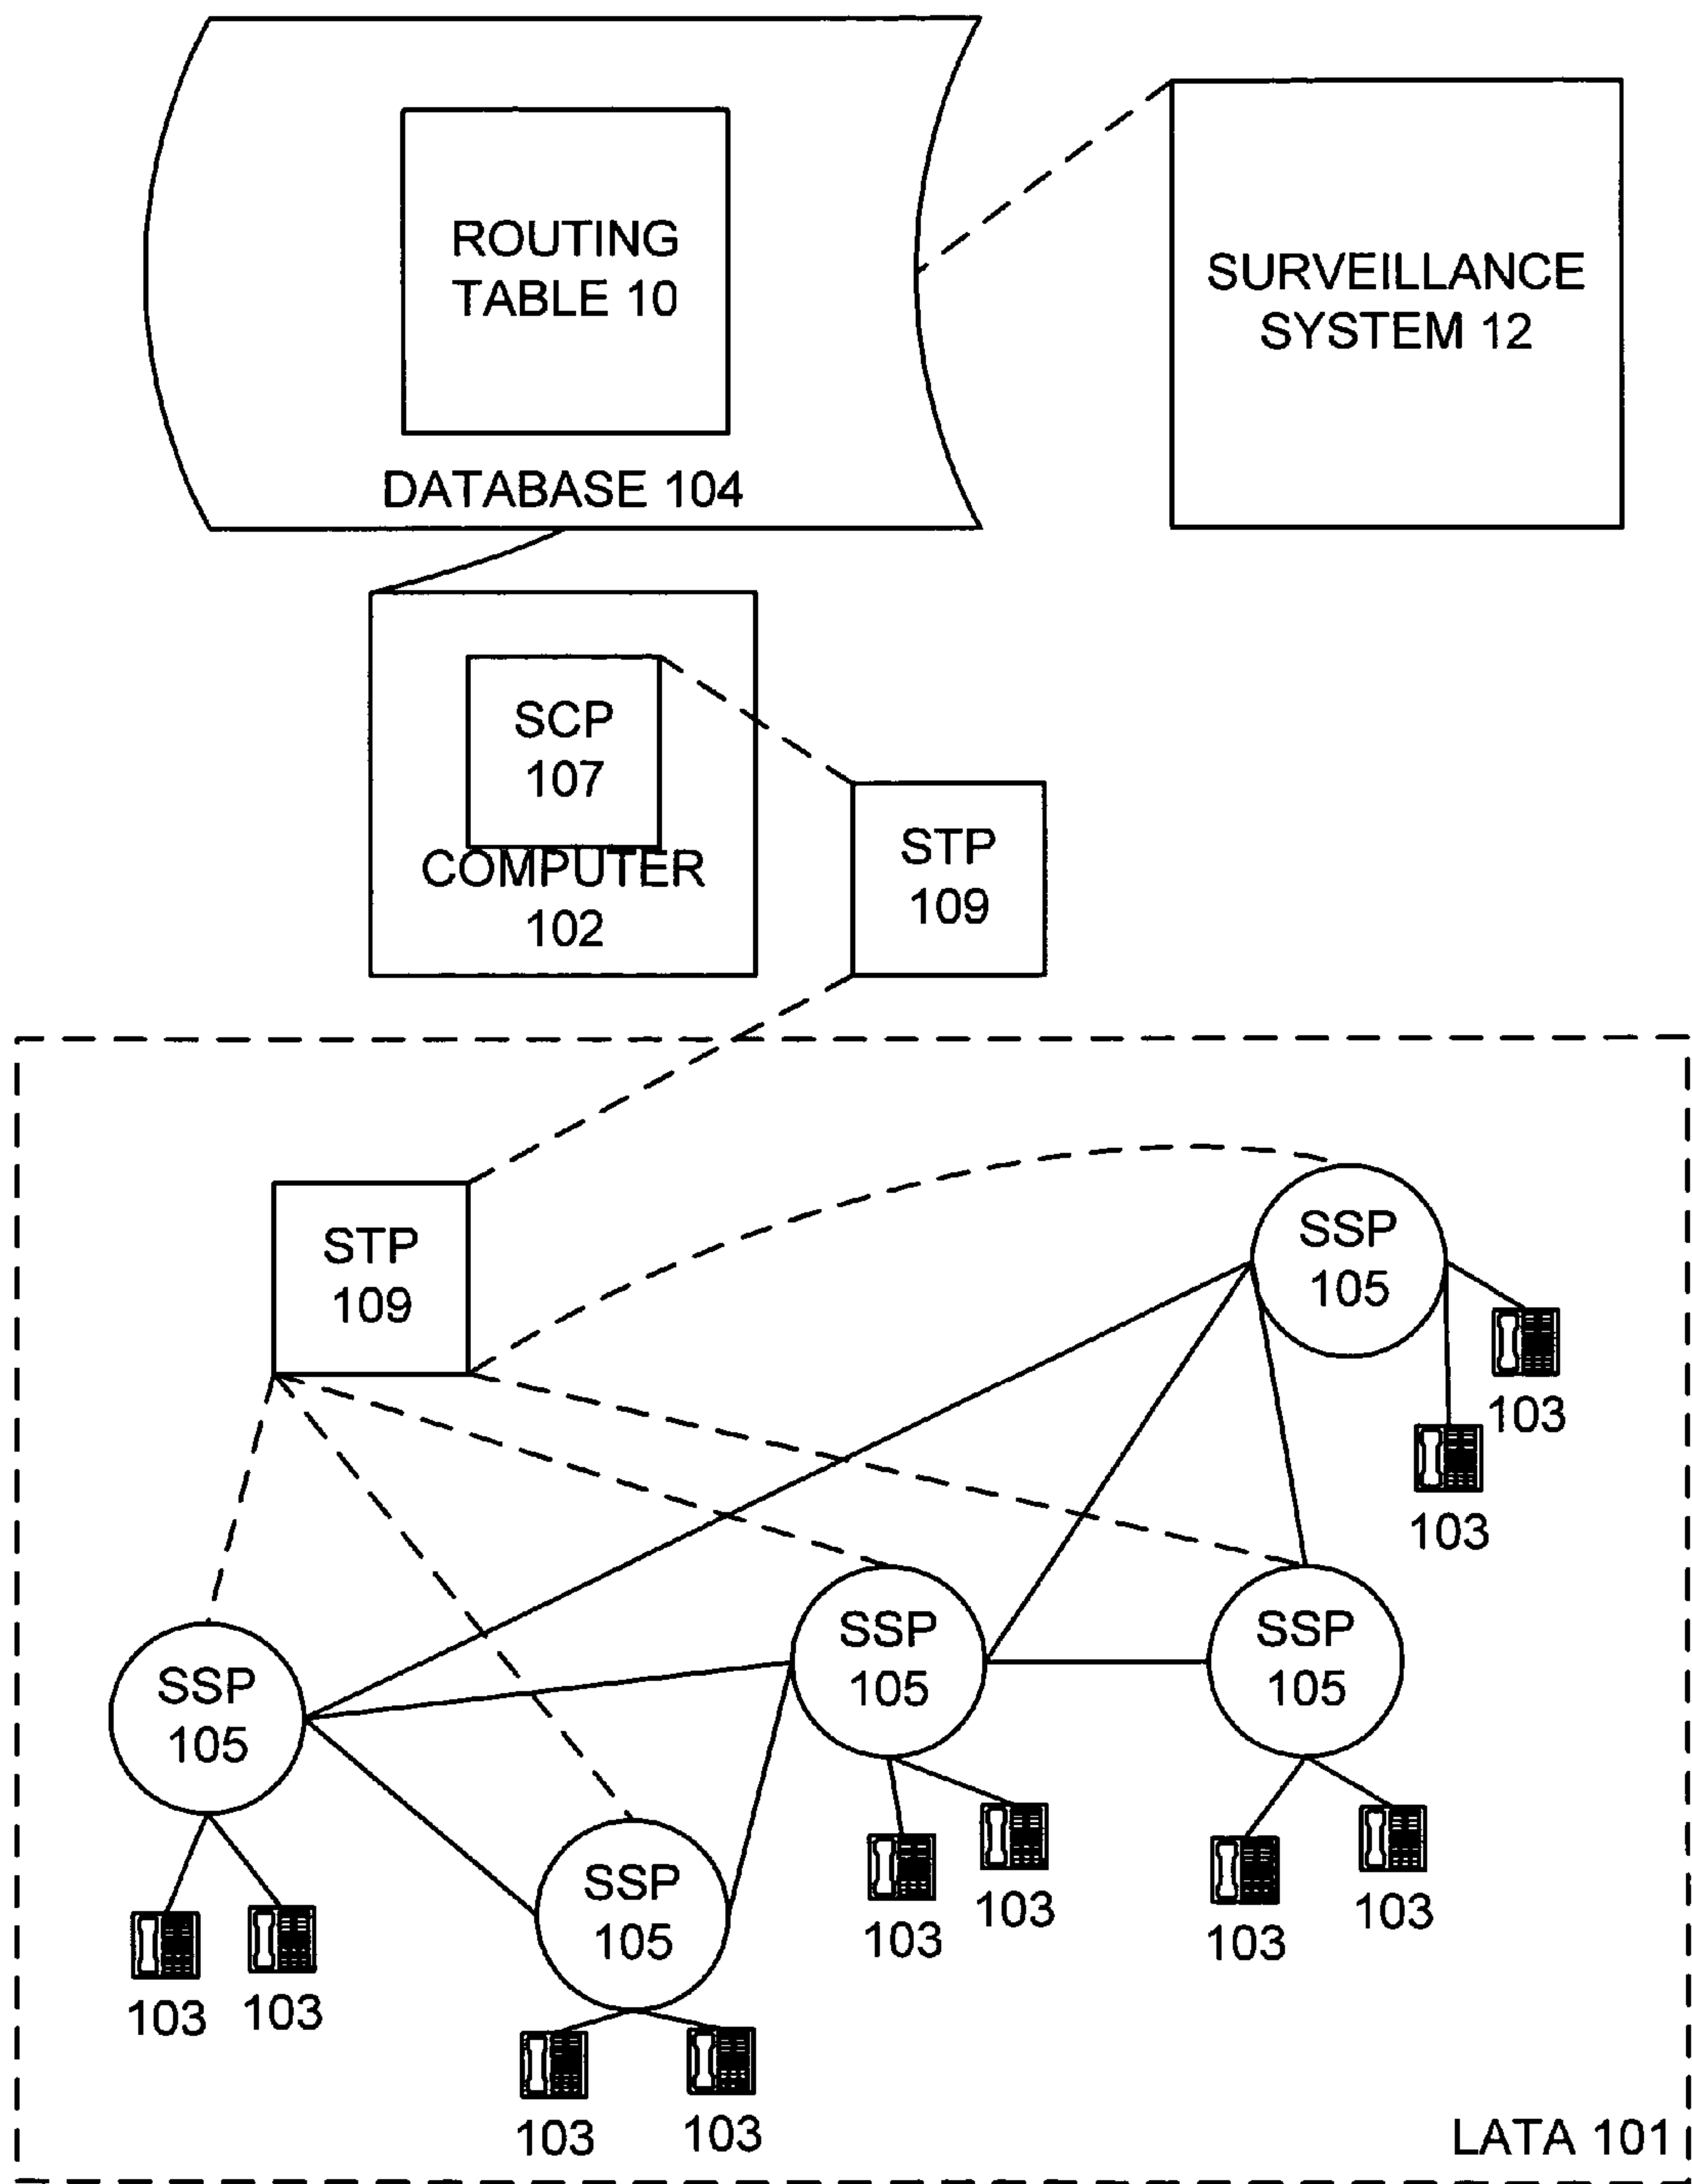 ROUTING
TABLE 10
DATABASE 104
SURVEILLANCE
SYSTEM 12
SCP
107
COMPUTER
102
STP
109
STP
109
SSP
105
103
103
SSP
105
SSP
105
SSP
105
SSP
105
103
103
103
103
103
103
103
103
LATA 101